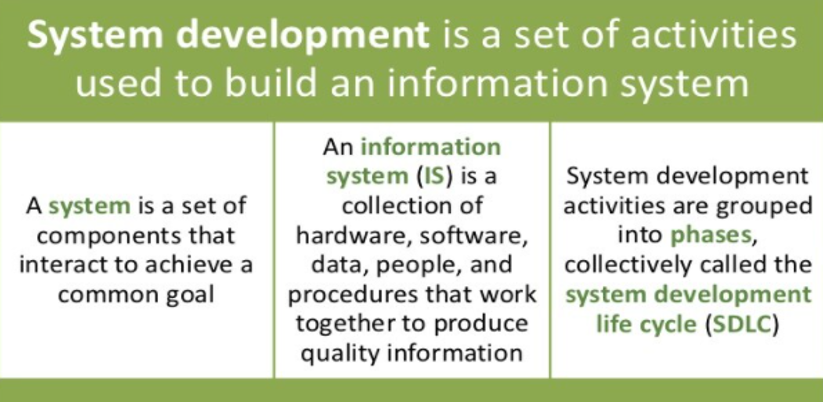 System development is a set of activities
used to build an information system
A system is a set of
components that
interact to achieve a
common goal
An information
system (IS) is a
collection of
hardware, software,
data, people, and
procedures that work
together to produce
quality information
System development
activities are grouped
into phases,
collectively called the
system development
life cycle (SDLC)